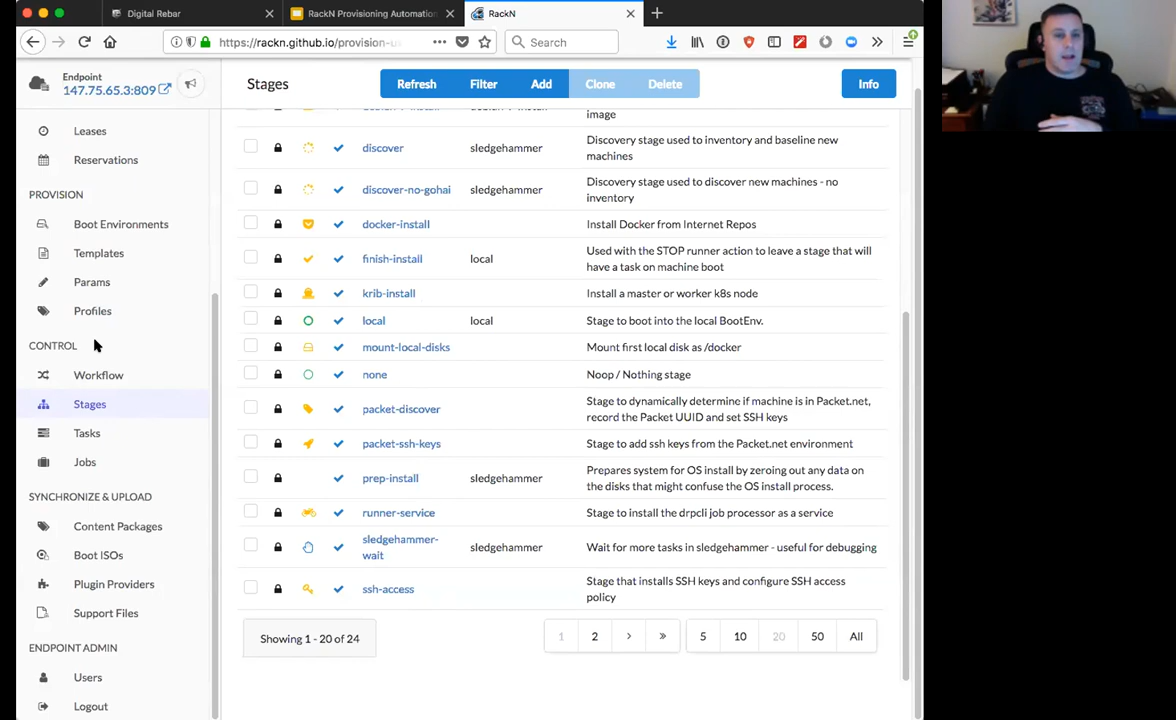 Digital Rebar
RackN Provisioning Automation
RackN
https://rackn.github.io/provision-u
Search
Endpoint
147.75.65.3:809
Stages
Refresh
Filter
Add
Clone
Delete
Info
Leases
Reservations
PROVISION
Boot Environments
Templates
Params
Profiles
CONTROL
Workflow
Stages
Tasks
Jobs
SYNCHRONIZE & UPLOAD
Content Packages
Boot ISOs
Plugin Providers
Support Files
ENDPOINT ADMIN
Users
Logout
image
discover
sledgehammer
Discovery stage used to inventory and baseline new
machines
discover-no-gohai
sledgehammer
Discovery stage used to discover new machines - no
inventory
docker-install
Install Docker from Internet Repos
finish-install
local
Used with the STOP runner action to leave a stage that will
have a task on machine boot
krib-install
Install a master or worker k8s node
local
local
Stage to boot into the local BootEnv.
mount-local-disks
Mount first local disk as /docker
none
Noop / Nothing stage
packet-discover
Stage to dynamically determine if machine is in Packet.net,
record the Packet UUID and set SSH keys
packet-ssh-keys
Stage to add ssh keys from the Packet.net environment
prep-install
sledgehammer
Prepares system for OS install by zeroing out any data on
the disks that might confuse the OS install process.
runner-service
Stage to install the drpcli job processor as a service
sledgehammer-
wait
sledgehammer
Wait for more tasks in sledgehammer - useful for debugging
ssh-access
Stage that installs SSH keys and configure SSH access
policy
Showing 1 - 20 of 24
1
2
5
10
20
50
All